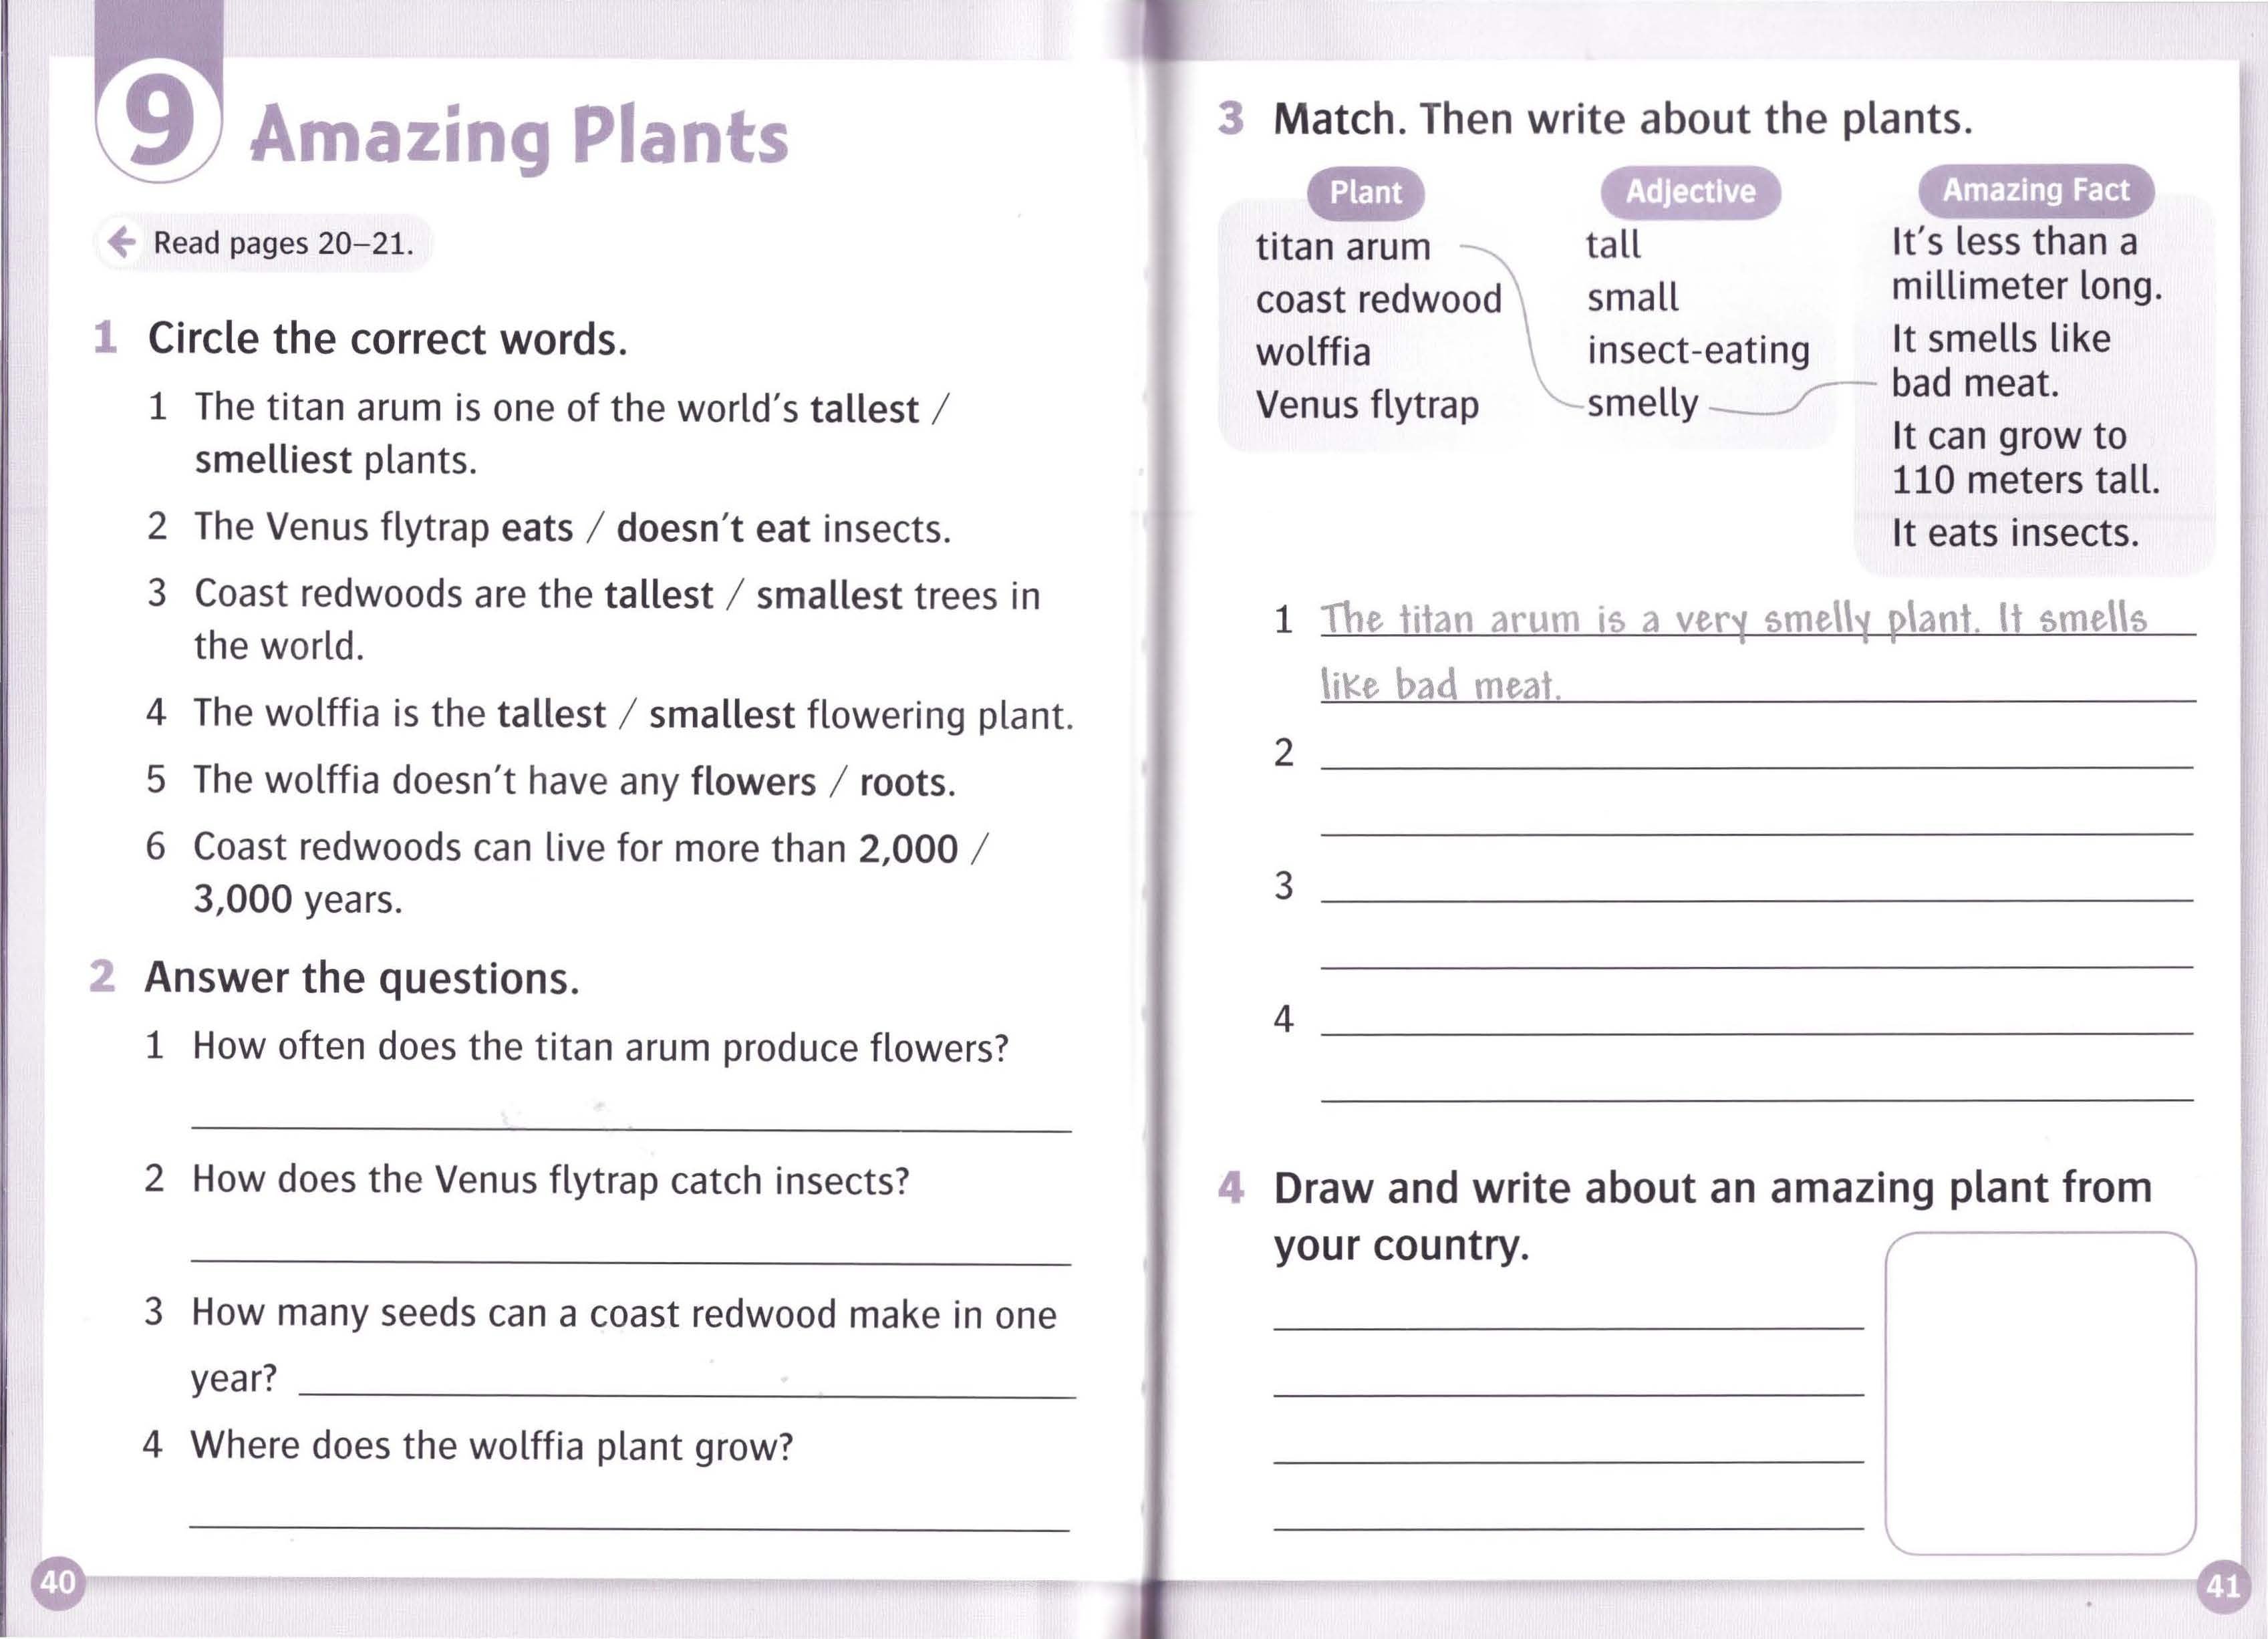 9 Amazing Plants
Read pages 20–21.
1 Circle the correct words.
1 The titan arum is one of the world's tallest /
smelliest plants.
2 The Venus flytrap eats / doesn't eat insects.
3 Coast redwoods are the tallest / smallest trees in
the world.
4 The wolffia is the tallest / smallest flowering plant.
5 The wolffia doesn't have any flowers / roots.
6 Coast redwoods can live for more than 2,000 /
3,000 years.
2 Answer the questions.
1 How often does the titan arum produce flowers?
2 How does the Venus flytrap catch insects?
3 How many seeds can a coast redwood make in one
year?
4 Where does the wolffia plant grow?
40
3 Match. Then write about the plants.
Plant
titan arum
coast redwood
wolffia
Venus flytrap
Adjective
tall
small
insect-eating
smelly
Amazing Fact
It's less than a
millimeter long.
It smells like
bad meat.
It can grow to
110 meters tall.
It eats insects.
1 The titan arum is a very smelly plant. It smells
like bad meat.
2
3
4
4 Draw and write about an amazing plant from
your country.
41